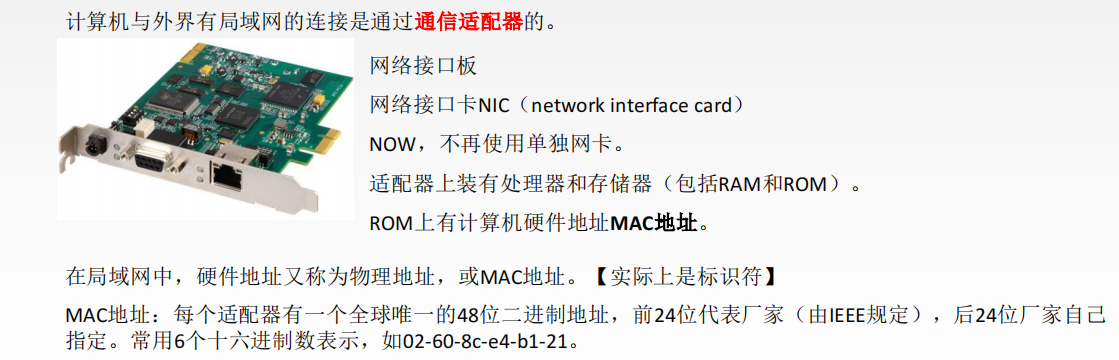 计算机与外界有局域网的连接是通过通信适配器的。
网络接口板
网络接口卡NIC（network interface card）
NOW，不再使用单独网卡。
适配器上装有处理器和存储器（包括RAM和ROM）。
ROM上有计算机硬件地址MAC地址。
在局域网中，硬件地址又称为物理地址，或MAC地址。【实际上是标识符】
MAC地址：每个适配器有一个全球唯一的48位二进制地址，前24位代表厂家（由IEEE规定），后24位厂家自己
指定。常用6个十六进制数表示，如02-60-8c-e4-b1-21。